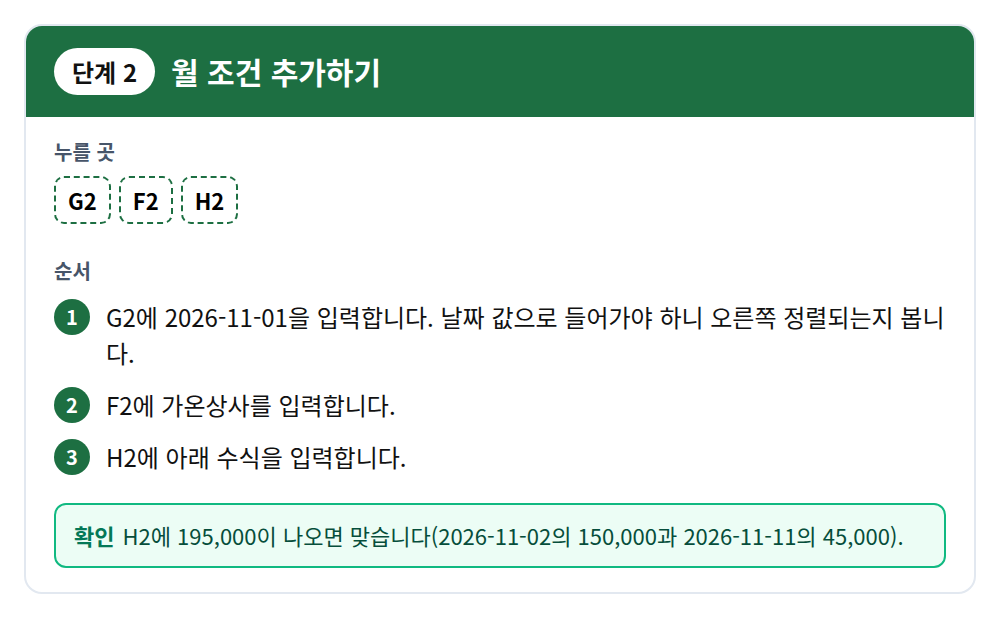 단계 2 월 조건 추가하기
누를 곳
G2 F2 H2
순서
1 G2에 2026-11-01을 입력합니다. 날짜 값으로 들어가야 하니 오른쪽 정렬되는지 봅니
다.
2 F2에 가온상사를 입력합니다.
3 H2에 아래 수식을 입력합니다.
확인 H2에 195,000이 나오면 맞습니다(2026-11-02의 150,000과 2026-11-11의 45,000).